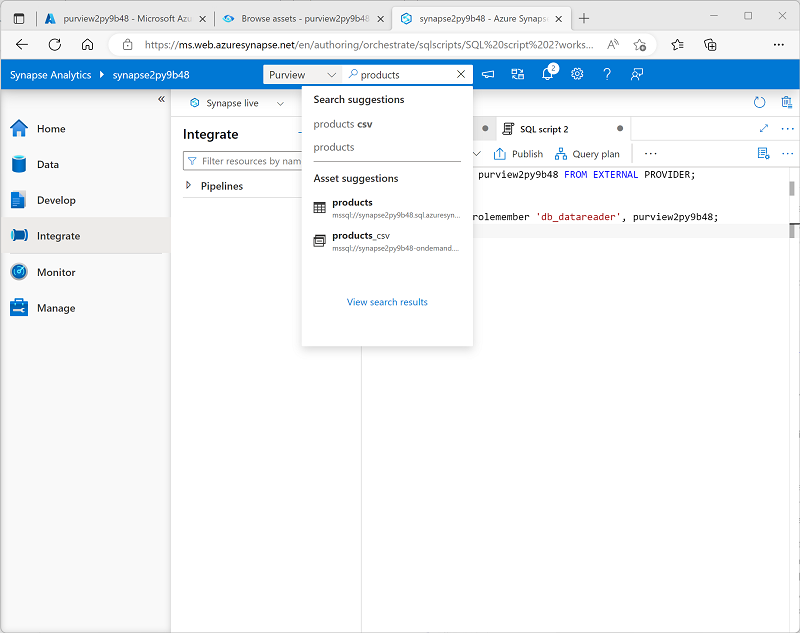 purview2py9b48 - Microsoft Azu
Browse assets - purview2py9b48
synapse2py9b48 - Azure Synaps
https://ms.web.azuresynapse.net/en/authoring/orchestrate/sqlscripts/SQL%20script%202?works...
Synapse Analytics
synapse2py9b48
Purview
products
2
Search suggestions
products csv
products
Asset suggestions
products
mssql://synapse2py9b48.sql.azuresyn...
products_csv
mssql://synapse2py9b48-ondemand....
View search results
Home
Data
Develop
Integrate
Monitor
Manage
Synapse live
Integrate
Filter resources by nam
Pipelines
SQL script 2
Publish
Query plan
purview2py9b48 FROM EXTERNAL PROVIDER;
rolemember 'db_datareader', purview2py9b48;